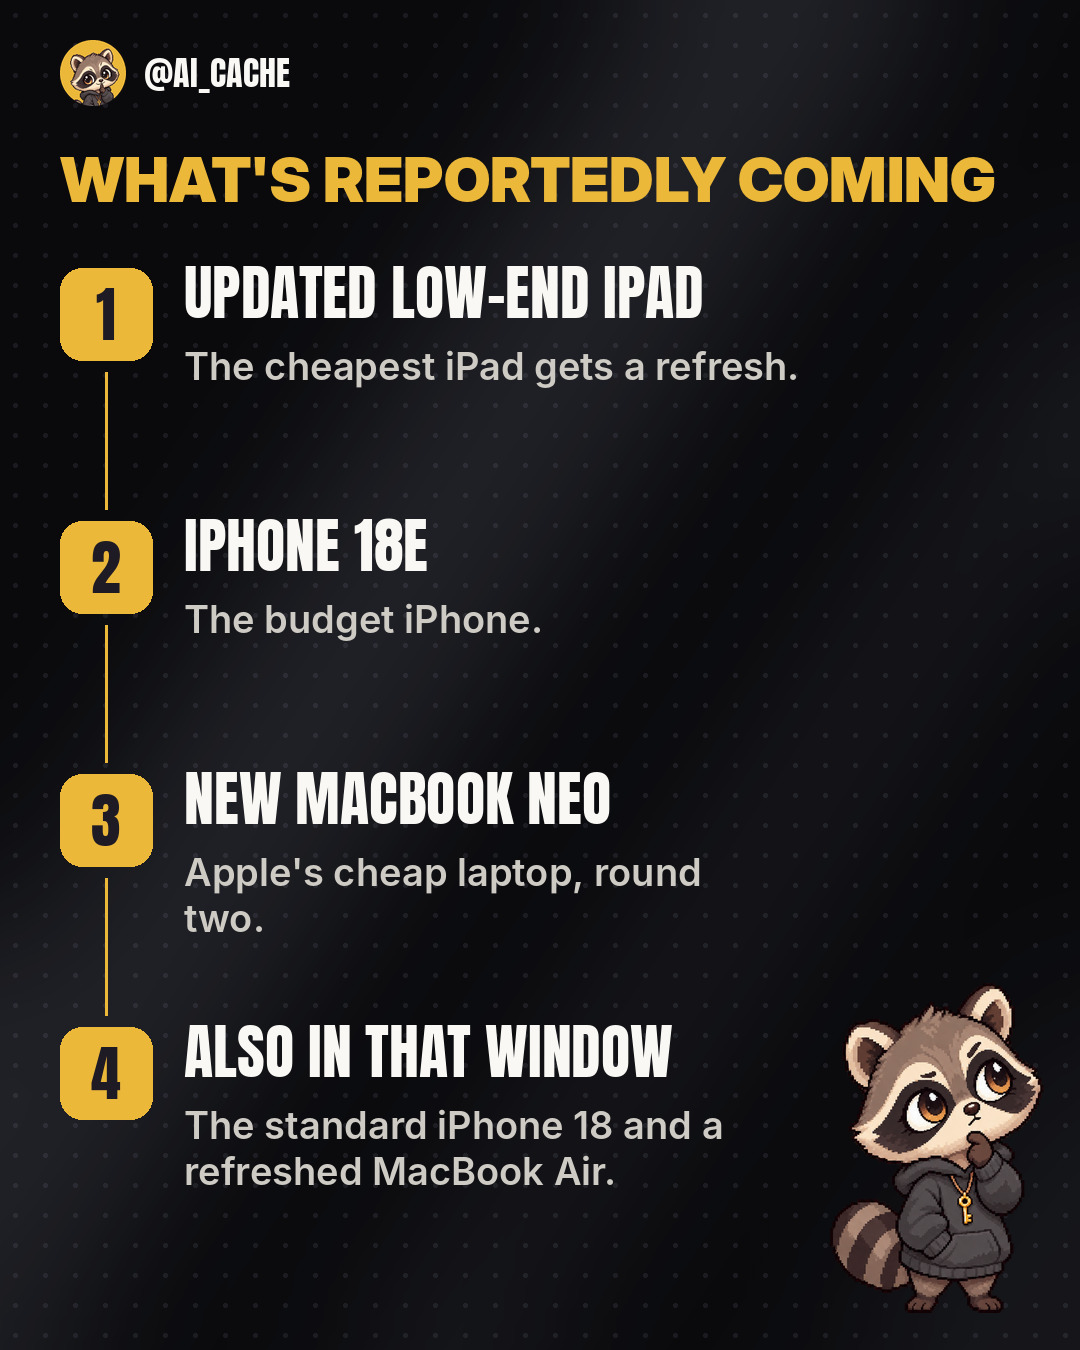 @AI_CACHE
WHAT'S REPORTEDLY COMING
1
UPDATED LOW-END IPAD
The cheapest iPad gets a refresh.
2
IPHONE 18E
The budget iPhone.
3
NEW MACBOOK NEO
Apple's cheap laptop, round
two.
4
ALSO IN THAT WINDOW
The standard iPhone 18 and a
refreshed MacBook Air.